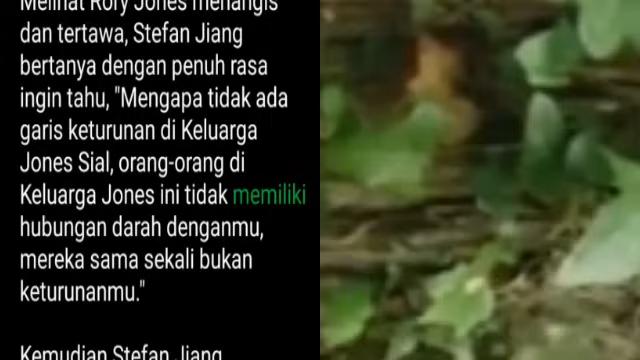 Melihat Rory Jones menangis
dan tertawa, Stefan Jiang
bertanya dengan penuh rasa
ingin tahu, "Mengapa tidak ada
garis keturunan di Keluarga
Jones Sial, orang-orang di
Keluarga Jones ini tidak memiliki
hubungan darah denganmu,
mereka sama sekali bukan
keturunanmu."
Kemudian Stefan Jiang